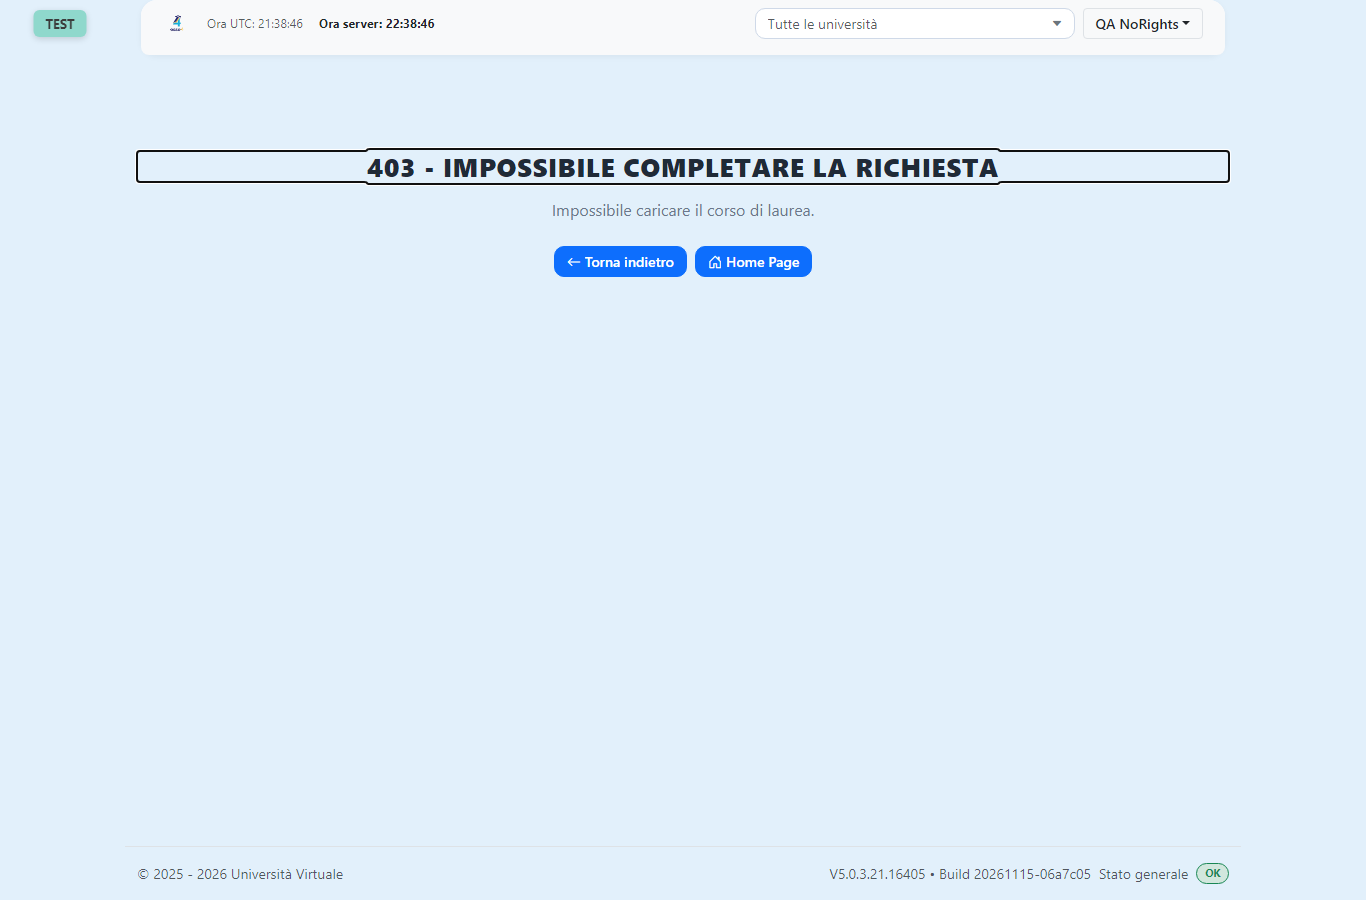 TEST
Ora UTC: 21:38:46 Ora server: 22:38:46 Tutte le università QA NoRights
403 - IMPOSSIBILE COMPLETARE LA RICHIESTA
Impossibile caricare il corso di laurea.
Torna indietro Home Page
© 2025 - 2026 Università Virtuale V5.0.3.21.16405 • Build 20261115-06a7c05 Stato generale OK